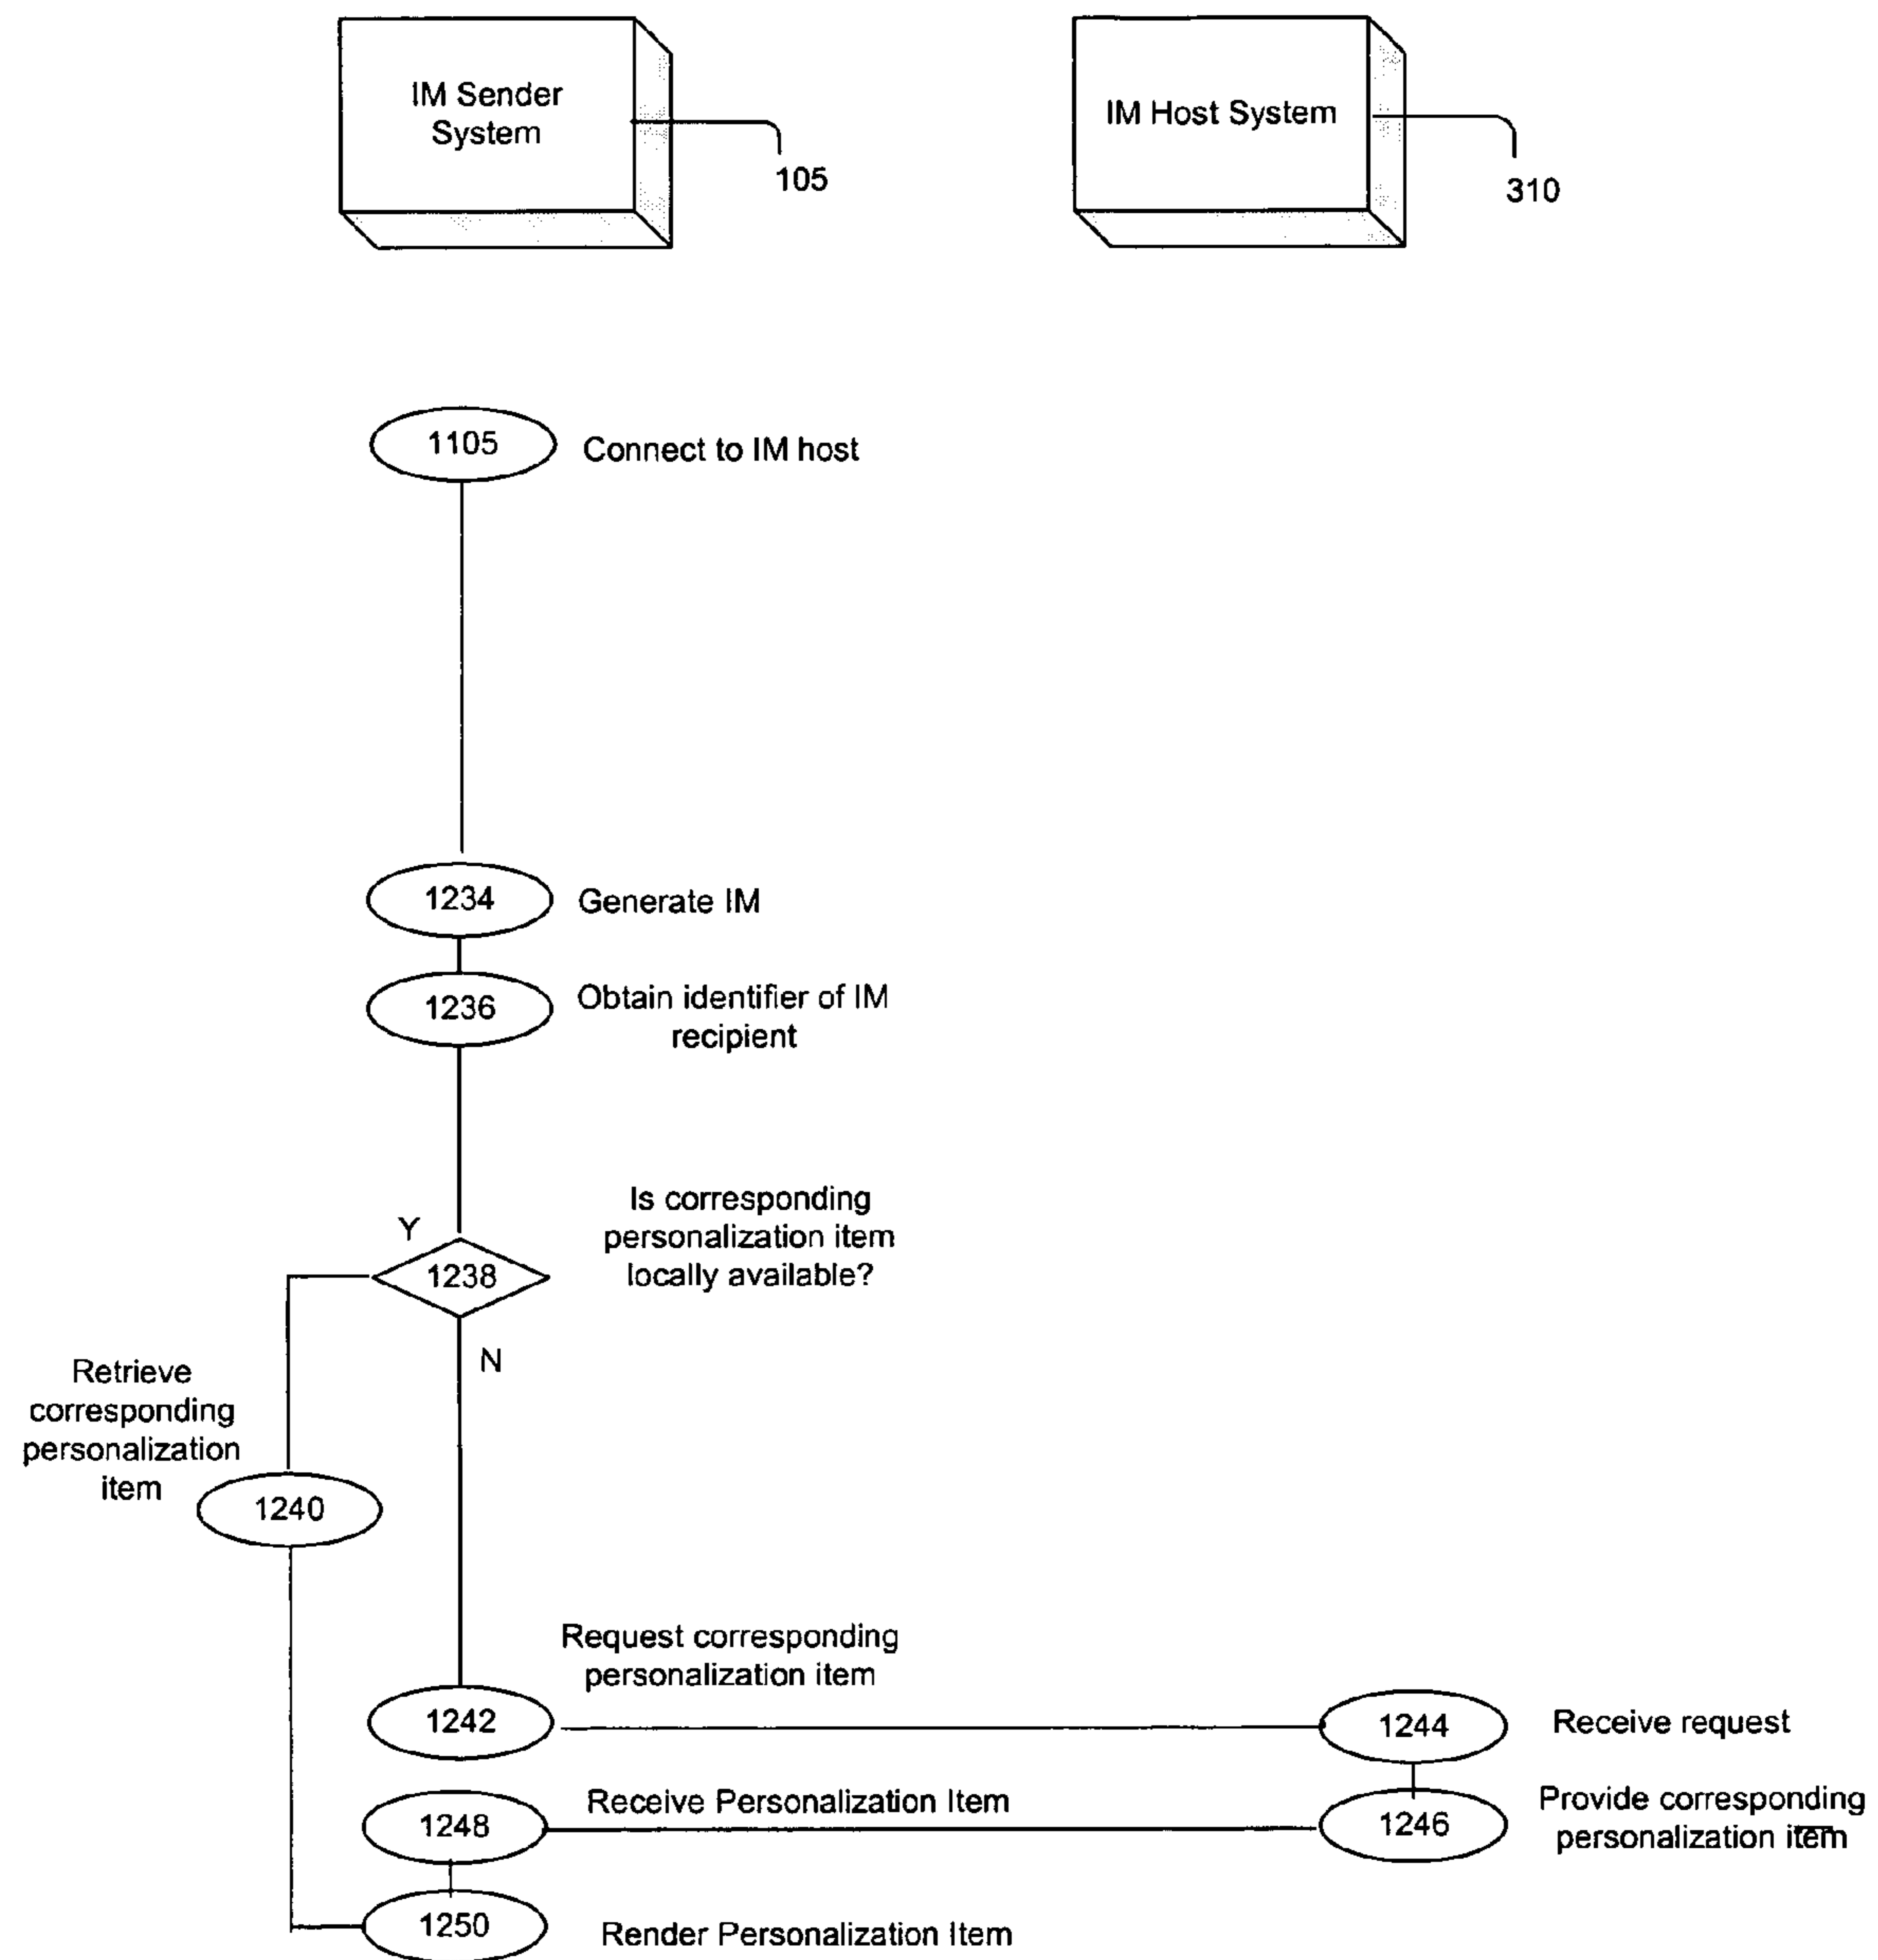 IM Sender
System
105
IM Host System
310
1105
Connect to IM host
1234
Generate IM
1236
Obtain identifier of IM
recipient
Is corresponding
personalization item
locally available?
Y
1238
N
Retrieve
corresponding
personalization
item
1240
Request corresponding
personalization item
1242
1244
Receive request
1248
Receive Personalization Item
1246
Provide corresponding
personalization item
1250
Render Personalization Item